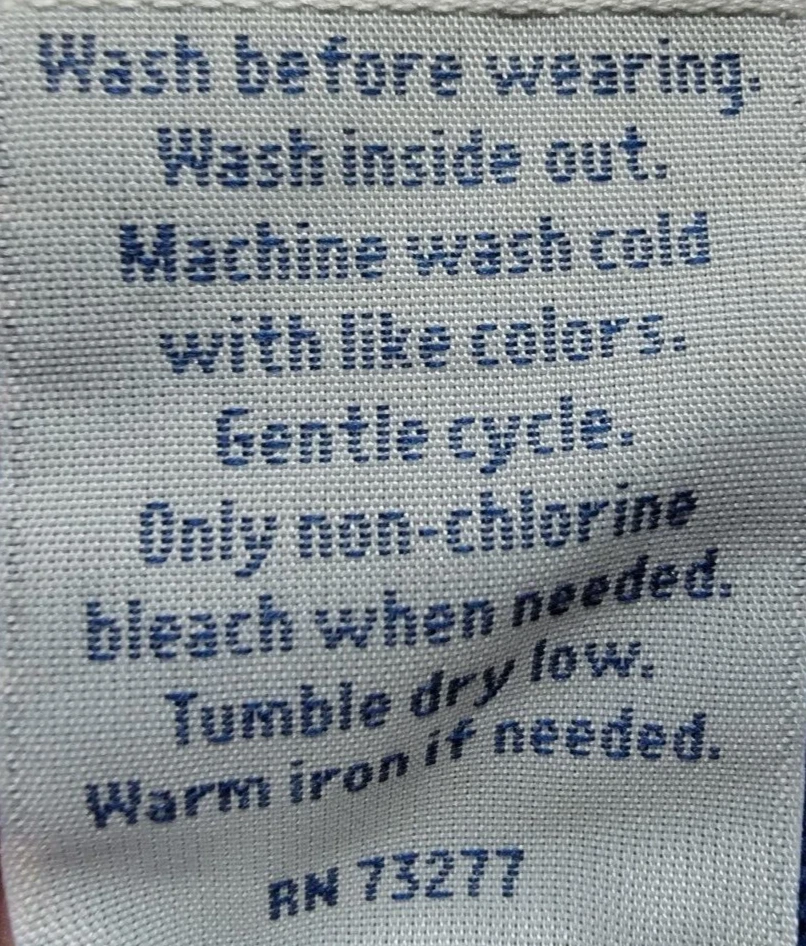 Wash before wearing.
Wash inside out.
Machine wash cold
with like colors.
Gentle cycle.
Only non-chlorine
bleach when needed.
Tumble dry low.
Warm iron if needed.
RN 73277